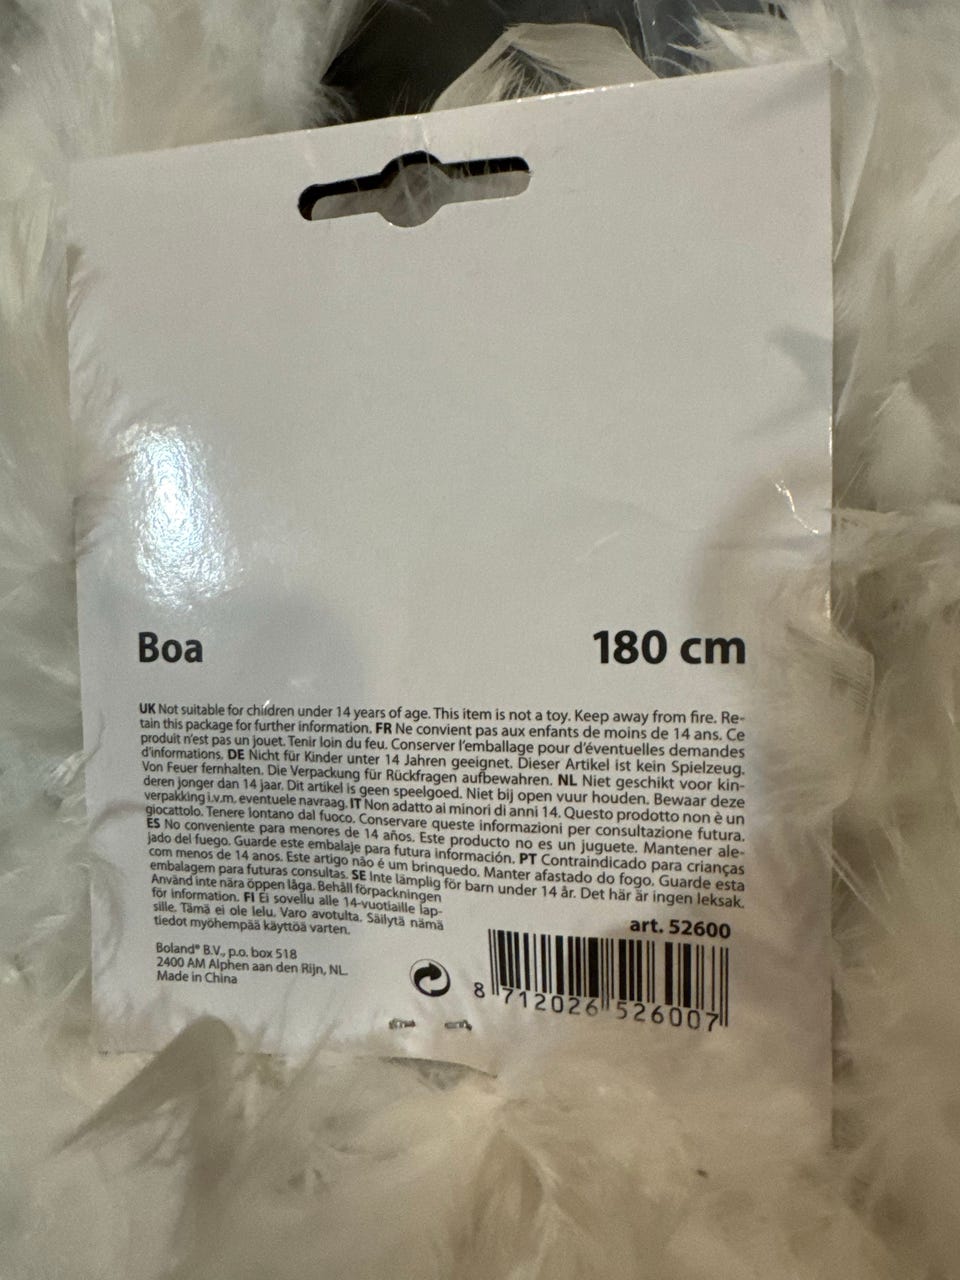 Boa
180 cm
UK Not suitable for children under 14 years of age. This item is not a toy. Keep away from fire. Re-
tain this package for further information. FR Ne convient pas aux enfants de moins de 14 ans. Ce
produit n'est pas un jouet. Tenir loin du feu. Conserver l'emballage pour d'éventuelles demandes
d'informations. DE Nicht für Kinder unter 14 Jahren geeignet. Dieser Artikel ist kein Spielzeug.
Von Feuer fernhalten. Die Verpackung für Rückfragen aufbewahren. NL Niet geschikt voor kin-
deren jonger dan 14 jaar. Dit artikel is geen speelgoed. Niet bij open vuur houden. Bewaar deze
verpakking i.v.m. eventuele navraag. IT Non adatto ai minori di anni 14. Questo prodotto non è un
giocattolo. Tenere lontano dal fuoco. Conservare queste informazioni per consultazione futura.
ES No conveniente para menores de 14 años. Este producto no es un juguete. Mantener ale-
jado del fuego. Guarde este embalaje para futura información. PT Contraindicado para crianças
com menos de 14 anos. Este artigo não é um brinquedo. Manter afastado do fogo. Guarde esta
embalagem para futuras consultas. SE Inte lämplig för barn under 14 år. Det här är ingen leksak.
Använd inte nära öppen låga. Behåll förpackningen
för information. FI Ei sovellu alle 14-vuotiaille lap-
sille. Tämä ei ole lelu. Varo avotulta. Säilytä nämä
tiedot myöhempää käyttöä varten.
art. 52600
Boland® B.V., p.o. box 518
2400 AM Alphen aan den Rijn, NL.
Made in China
8 712026 526007